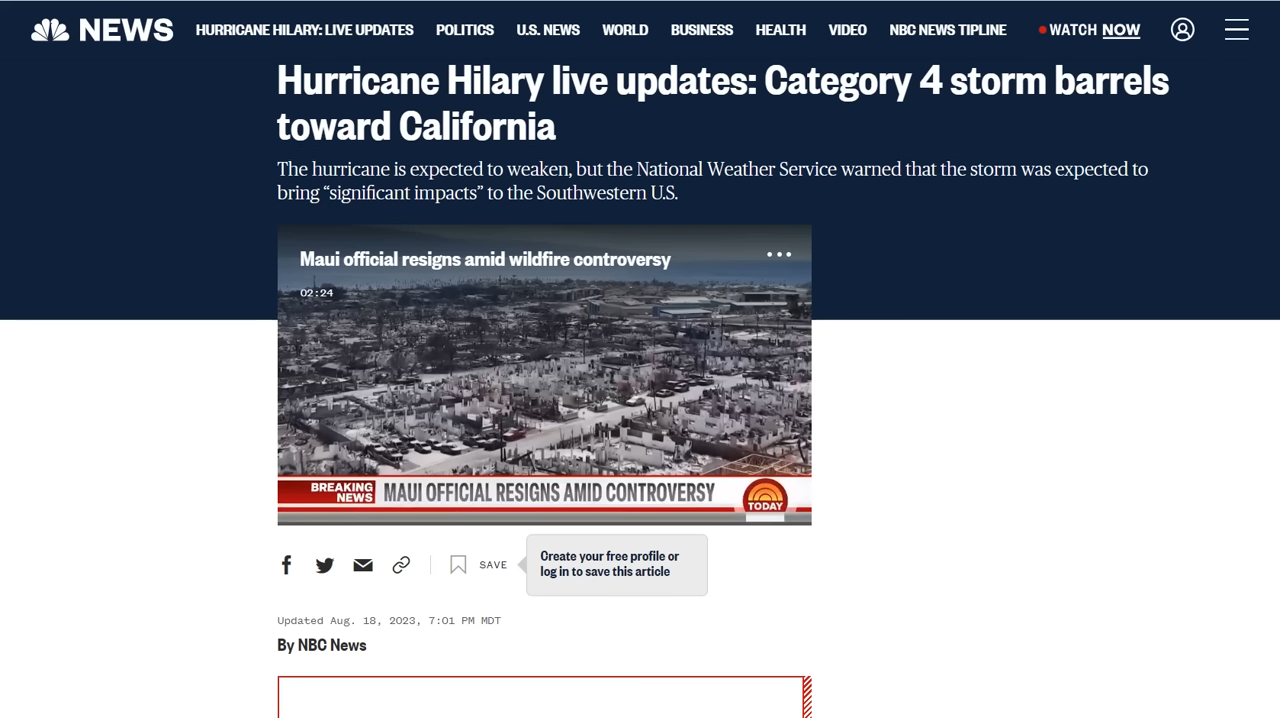 NEWS HURRICANE HILARY: LIVE UPDATES POLITICS U.S. NEWS WORLD BUSINESS HEALTH VIDEO NBC NEWS TIPLINE WATCH NOW
Hurricane Hilary live updates: Category 4 storm barrels
toward California
The hurricane is expected to weaken, but the National Weather Service warned that the storm was expected to
bring “significant impacts” to the Southwestern U.S.
Maui official resigns amid wildfire controversy
02:24
BREAKING
NEWS
MAUI OFFICIAL RESIGNS AMID CONTROVERSY
TODAY
SAVE
Create your free profile or
log in to save this article
Updated Aug. 18, 2023, 7:01 PM MDT
By NBC News